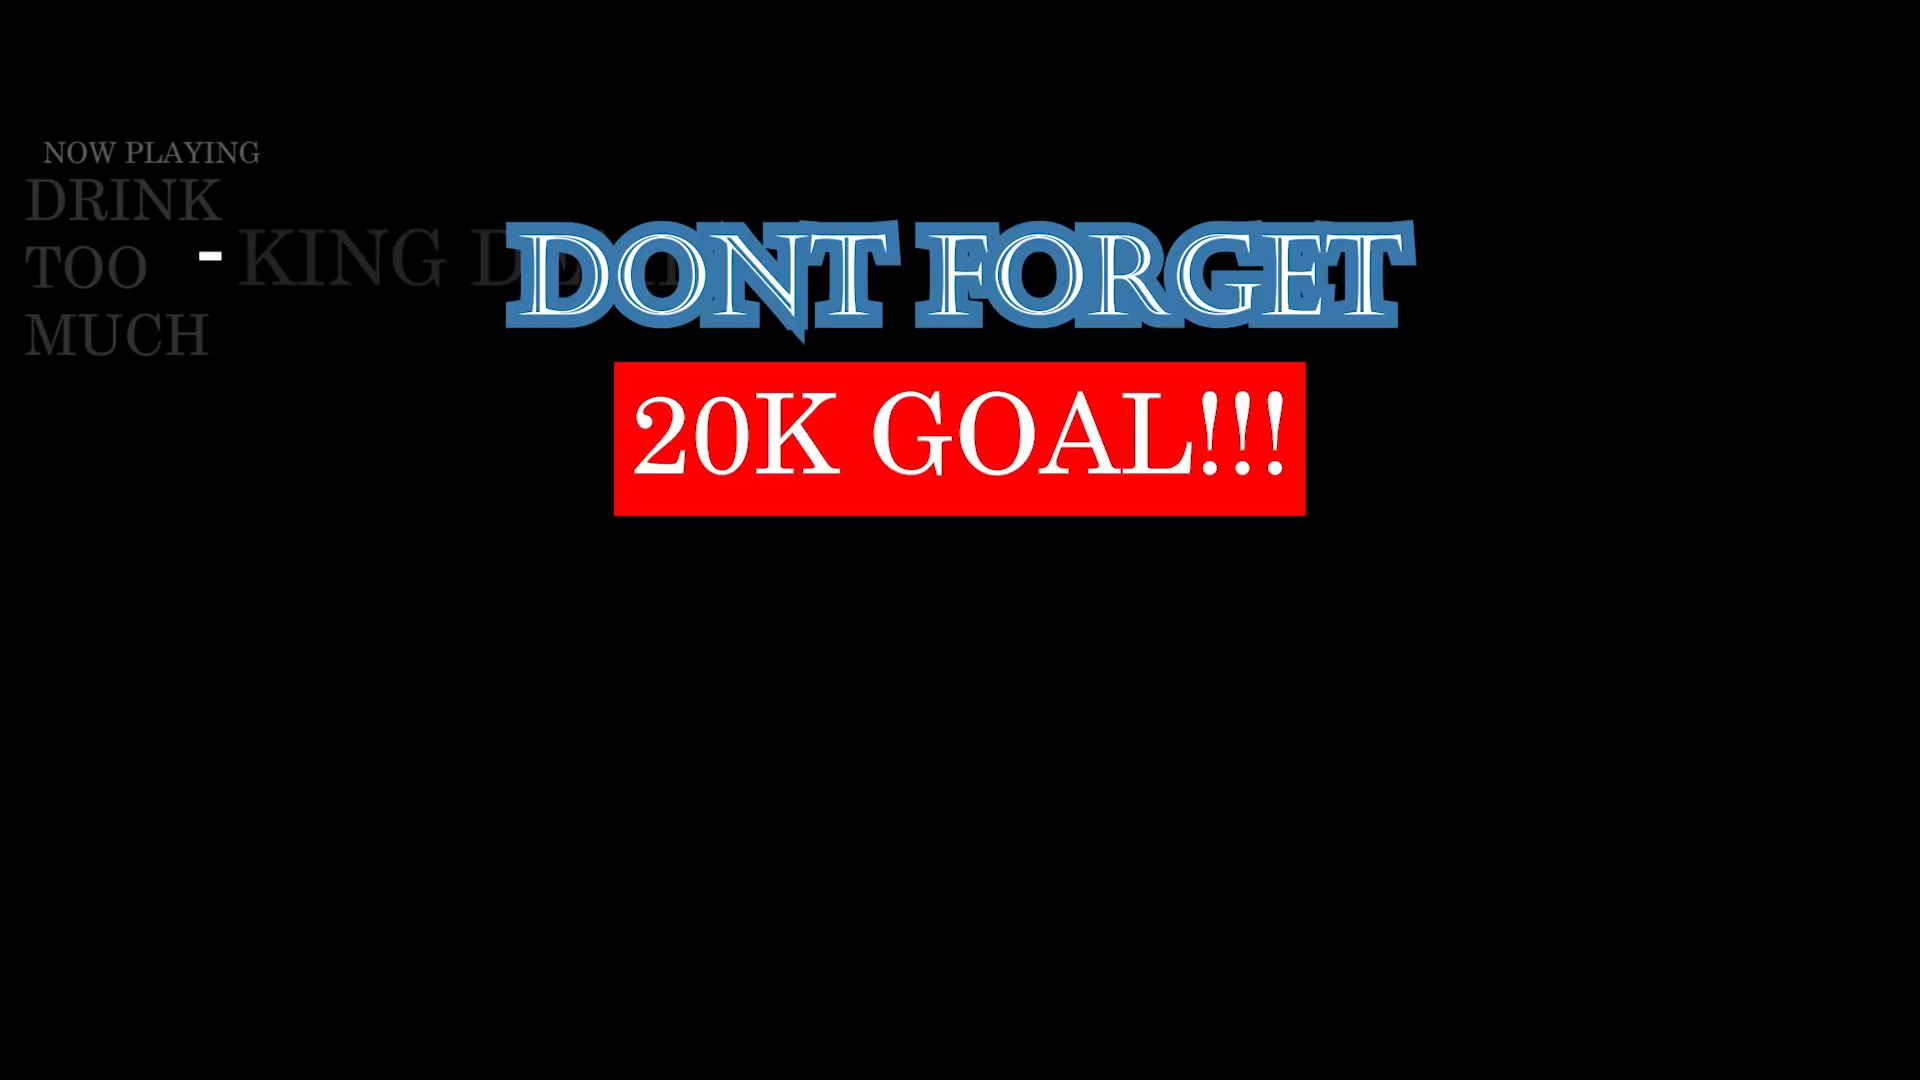 NOW PLAYING
DRINK
TOO
MUCH
- KING
DONT FORGET
20K GOAL!!!